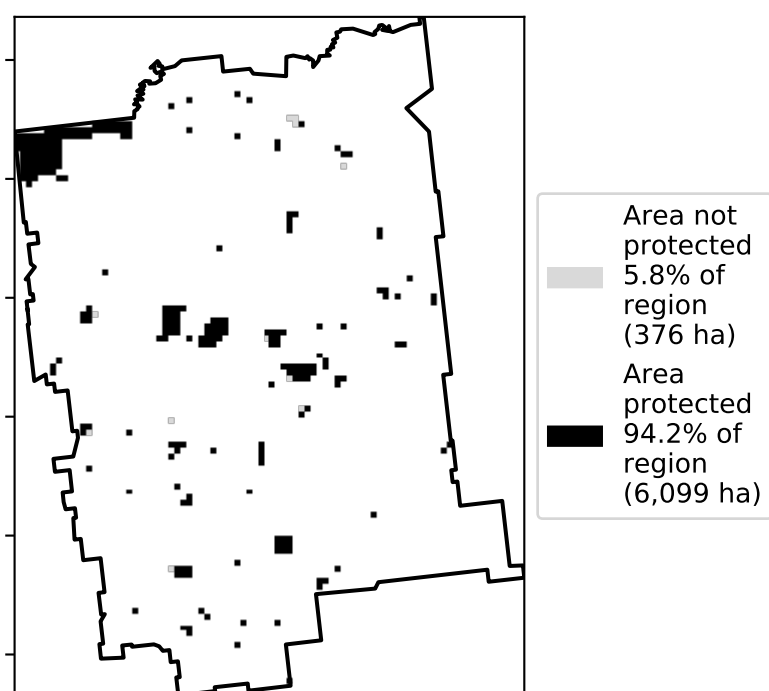 Area not
protected
5.8% of
region
(376 ha)
Area
protected
94.2% of
region
(6,099 ha)